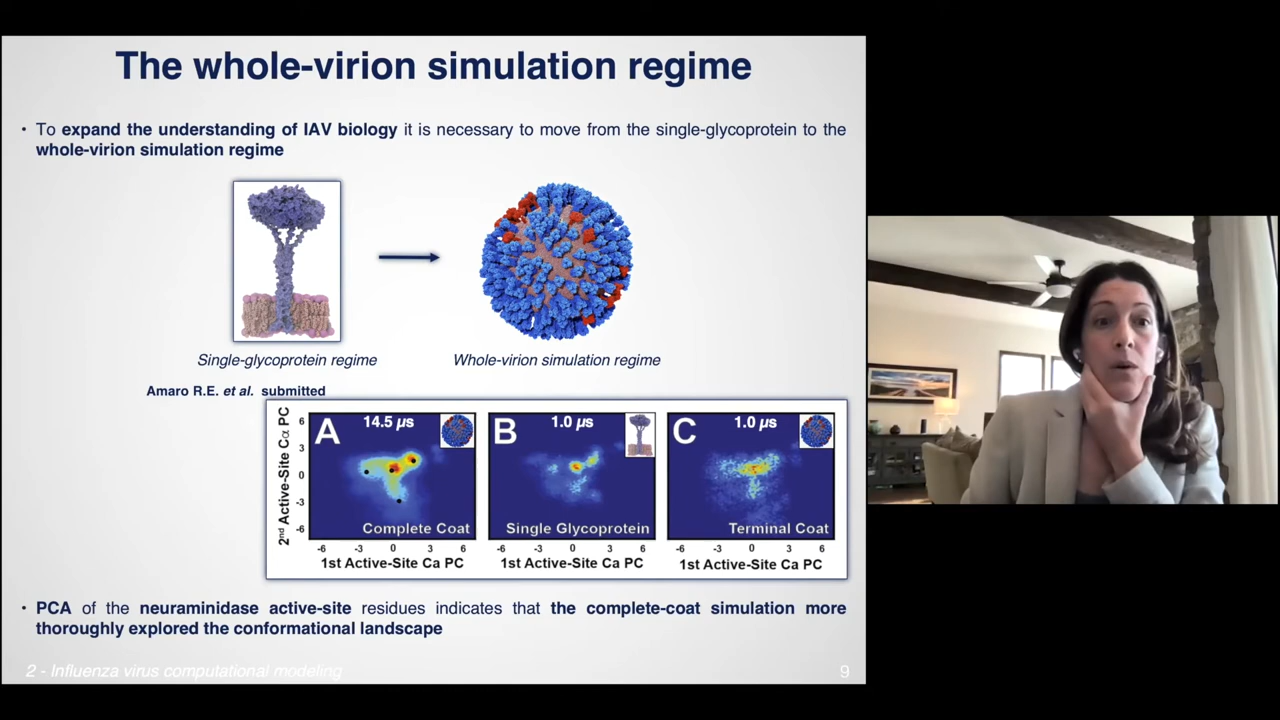 The whole-virion simulation regime
• To expand the understanding of IAV biology it is necessary to move from the single-glycoprotein to the
whole-virion simulation regime
Single-glycoprotein regime
Whole-virion simulation regime
Amaro R.E. et al. submitted
2nd Active-Site Cα PC
6
3
0
-3
-6
A
14.5 µs
Complete Coat
-6 -3 0 3 6
1st Active-Site Ca PC
B
1.0 µs
Single Glycoprotein
-6 -3 0 3 6
1st Active-Site Ca PC
C
1.0 µs
Terminal Coat
-6 -3 0 3 6
1st Active-Site Ca PC
• PCA of the neuraminidase active-site residues indicates that the complete-coat simulation more
thoroughly explored the conformational landscape
2 - Influenza virus computational modeling
9